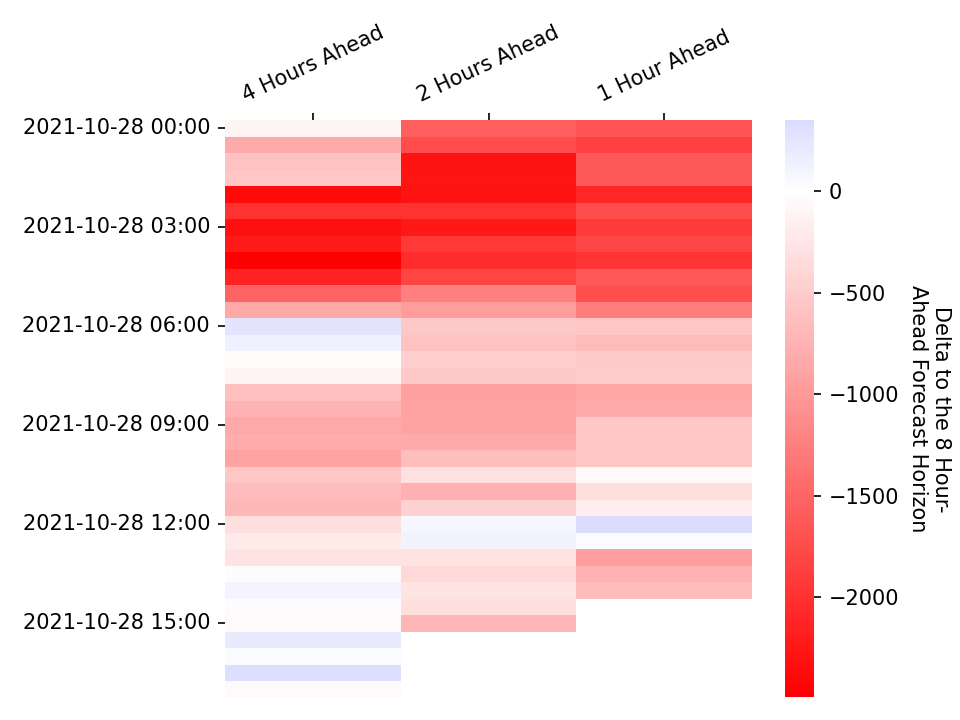 4 Hours Ahead
2 Hours Ahead
1 Hour Ahead
2021-10-28 00:00
2021-10-28 03:00
2021-10-28 06:00
2021-10-28 09:00
2021-10-28 12:00
2021-10-28 15:00
0
−500
−1000
−1500
−2000
Delta to the 8 Hour-
Ahead Forecast Horizon